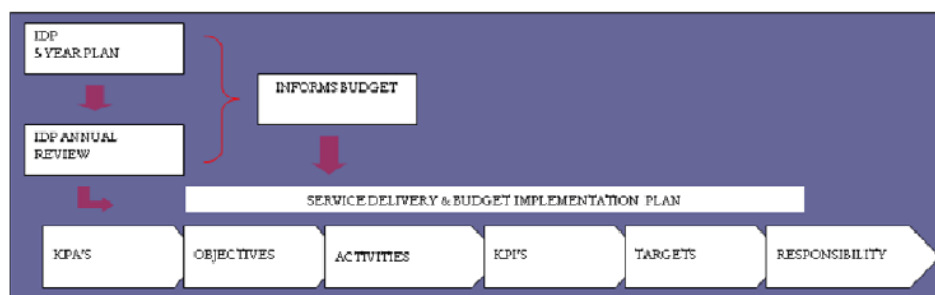 IDP
5 YEAR PLAN
INFORMS BUDGET
IDP ANNUAL
REVIEW
SERVICE DELIVERY & BUDGET IMPLEMENTATION PLAN
KPA'S
OBJECTIVES
ACTIVITIES
KPI'S
TARGETS
RESPONSIBILITY